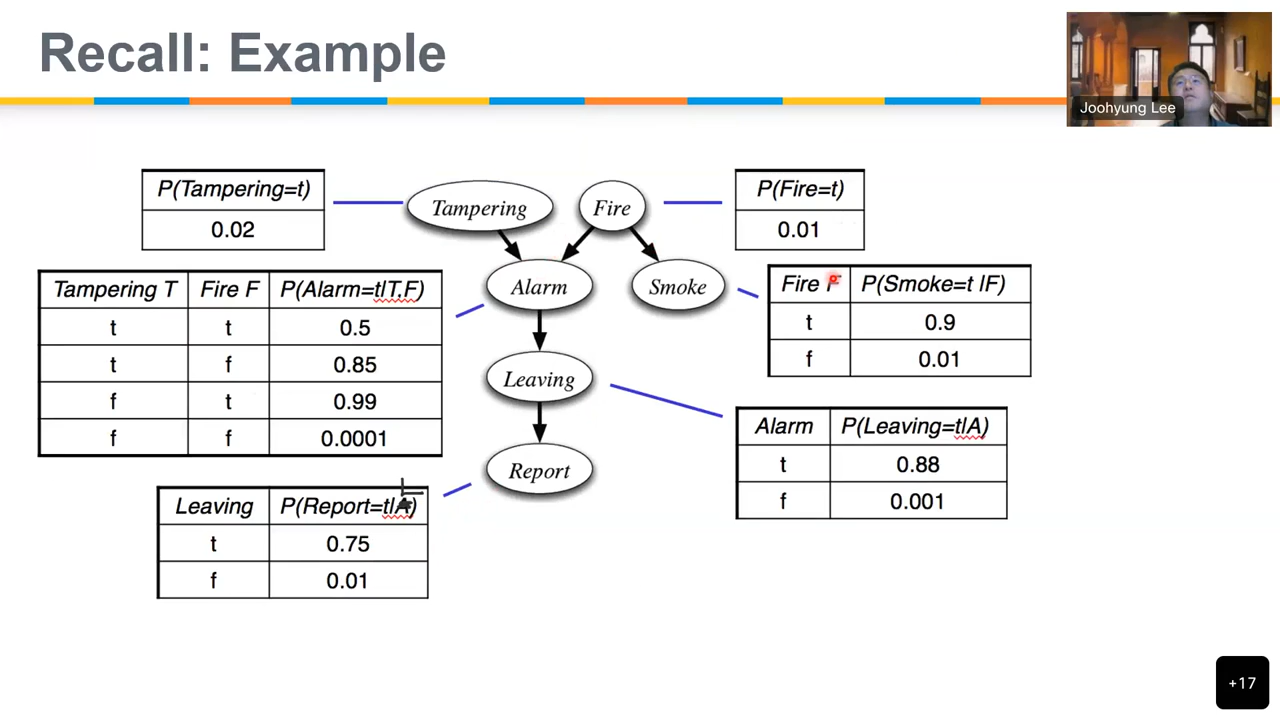 Recall: Example
Joohyung Lee
P(Tampering=t)
0.02
Tampering
Fire
P(Fire=t)
0.01
Tampering T Fire F P(Alarm=t|T,F)
t t 0.5
t f 0.85
f t 0.99
f f 0.0001
Alarm
Smoke
Fire F P(Smoke=t |F)
t 0.9
f 0.01
Leaving
Alarm P(Leaving=t|A)
t 0.88
f 0.001
Report
Leaving P(Report=t|A)
L
t 0.75
f 0.01
+17